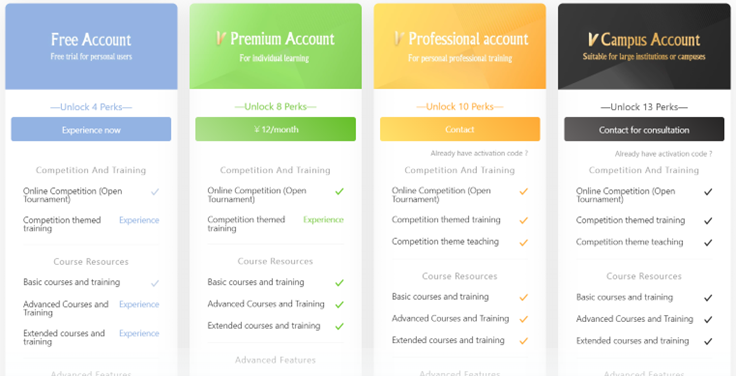 Free Account
Free trial for personal users
—Unlock 4 Perks—
Experience now
Competition And Training
Online Competition (Open
Tournament)
Competition themed
training
Experience
Course Resources
Basic courses and training
Advanced Courses and
Training
Experience
Extended courses and
training
Experience
Advanced Features
Premium Account
For individual learning
—Unlock 8 Perks—
¥12/month
Competition And Training
Online Competition (Open
Tournament)
Competition themed
training
Experience
Course Resources
Basic courses and training
Advanced Courses and Training
Extended courses and training
Advanced Features
Professional account
For personal professional training
—Unlock 10 Perks—
Contact
Already have activation code ?
Competition And Training
Online Competition (Open
Tournament)
Competition themed training
Competition theme teaching
Course Resources
Basic courses and training
Advanced Courses and Training
Extended courses and training
Advanced Features
Campus Account
Suitable for large institutions or campuses
—Unlock 13 Perks—
Contact for consultation
Already have activation code ?
Competition And Training
Online Competition (Open
Tournament)
Competition themed training
Competition theme teaching
Course Resources
Basic courses and training
Advanced Courses and Training
Extended courses and training
Advanced Features